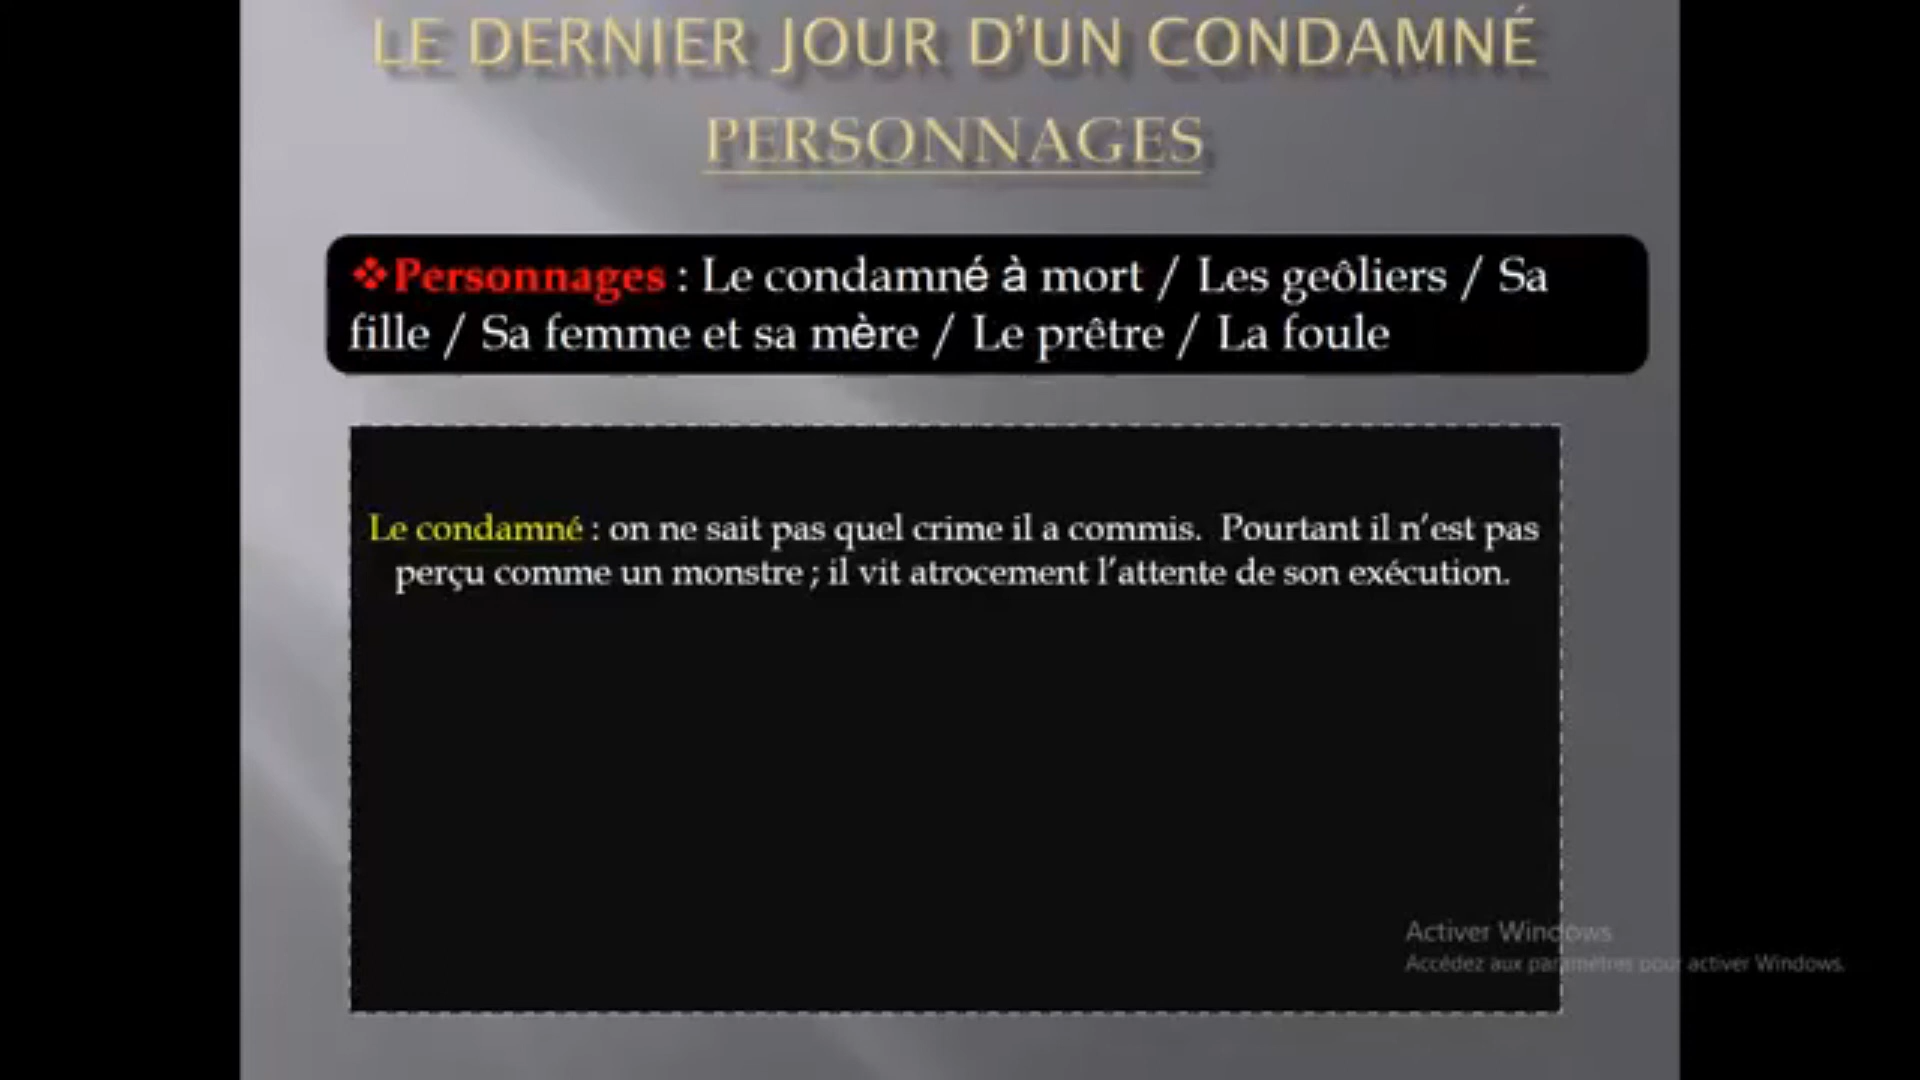 LE DERNIER JOUR D’UN CONDAMNÉ
PERSONNAGES
❖Personnages : Le condamné à mort / Les geôliers / Sa
fille / Sa femme et sa mère / Le prêtre / La foule
Le condamné : on ne sait pas quel crime il a commis.  Pourtant il n’est pas
perçu comme un monstre ; il vit atrocement l’attente de son exécution.
Activer Windows
Accédez aux paramètres pour activer Windows.